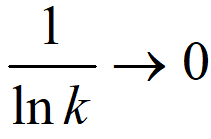 1/ln k → 0